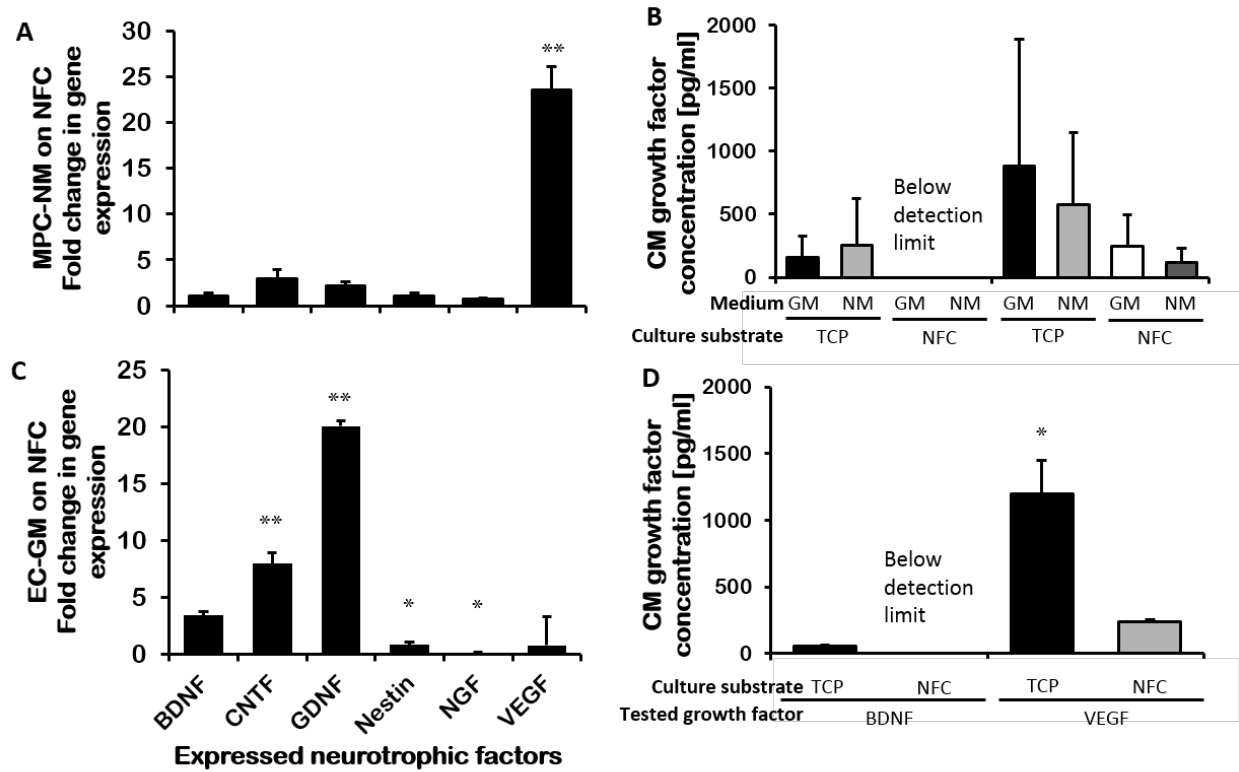 A
MPC-NM on NFC
Fold change in gene
expression
30
25
20
15
10
5
0
**
B
CM growth factor
concentration [pg/ml]
2000
1500
1000
500
0
Below
detection
limit
Medium GM NM GM NM GM NM GM NM
Culture substrate TCP NFC TCP NFC
C
EC-GM on NFC
Fold change in gene
expression
25
20
15
10
5
0
**
**
*
*
BDNF CNTF GDNF Nestin NGF VEGF
Expressed neurotrophic factors
D
CM growth factor
concentration [pg/ml]
2000
1500
1000
500
0
Below
detection
limit
*
Culture substrate TCP NFC TCP NFC
Tested growth factor BDNF VEGF